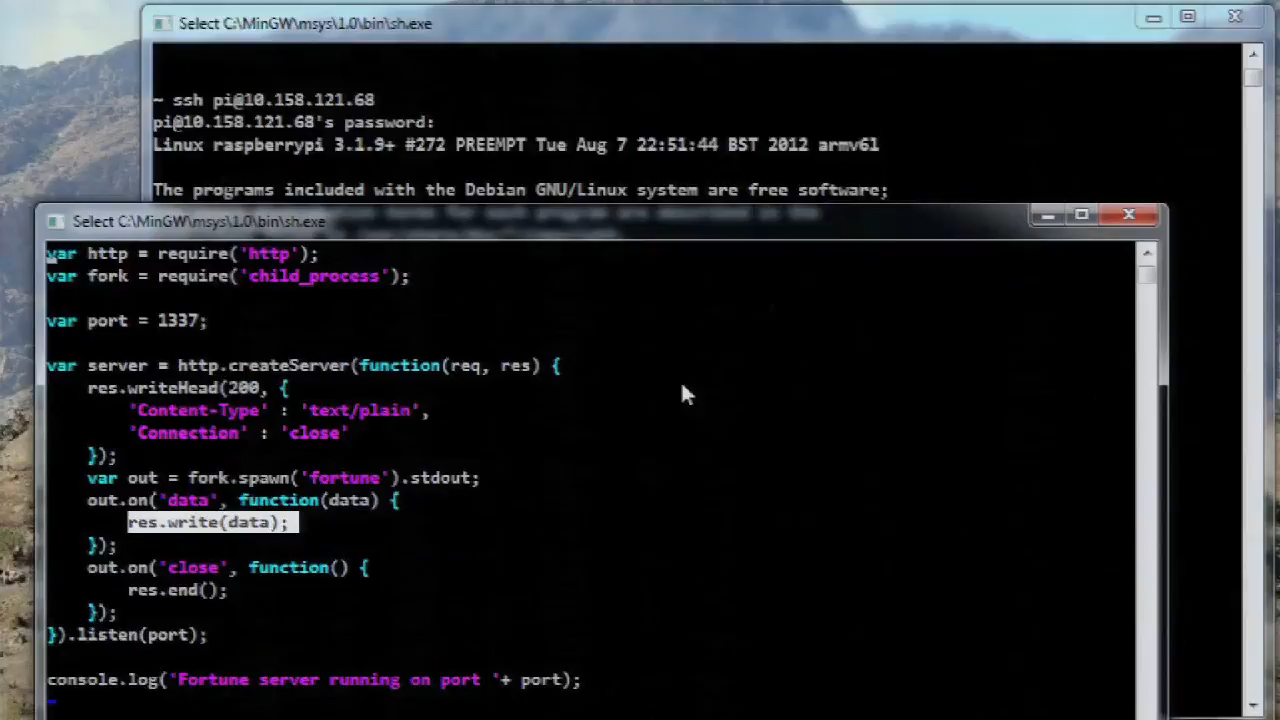 Select C:\MinGW\msys\1.0\bin\sh.exe
~ ssh pi@10.158.121.68
pi@10.158.121.68's password:
Linux raspberrypi 3.1.9+ #272 PREEMPT Tue Aug 7 22:51:44 BST 2012 armv6l
The programs included with the Debian GNU/Linux system are free software;
Select C:\MinGW\msys\1.0\bin\sh.exe
var http = require('http');
var fork = require('child_process');
var port = 1337;
var server = http.createServer(function(req, res) {
res.writeHead(200, {
'Content-Type' : 'text/plain',
'Connection' : 'close'
});
var out = fork.spawn('fortune').stdout;
out.on('data', function(data) {
res.write(data);
});
out.on('close', function() {
res.end();
});
}).listen(port);
console.log('Fortune server running on port '+ port);
~